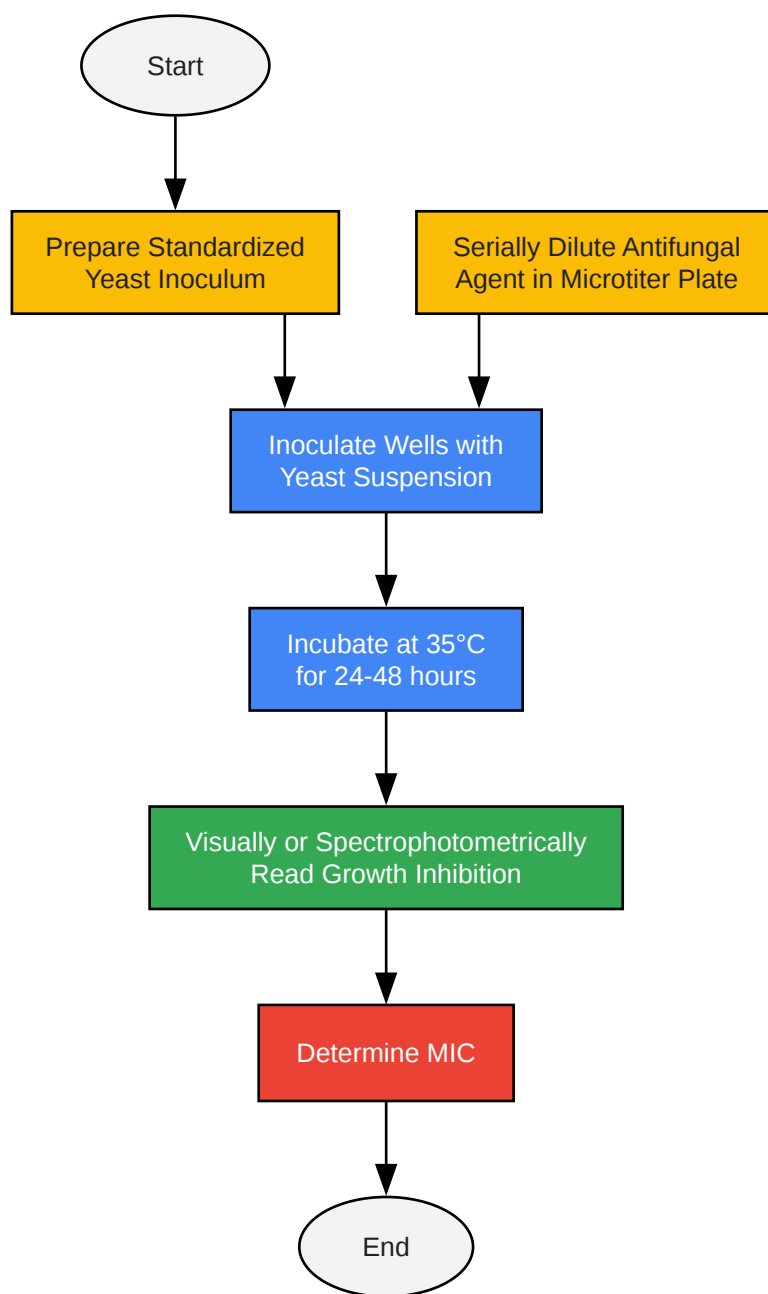 Start
Prepare Standardized
Yeast Inoculum
Serially Dilute Antifungal
Agent in Microtiter Plate
Inoculate Wells with
Yeast Suspension
Incubate at 35°C
for 24-48 hours
Visually or Spectrophotometrically
Read Growth Inhibition
Determine MIC
End